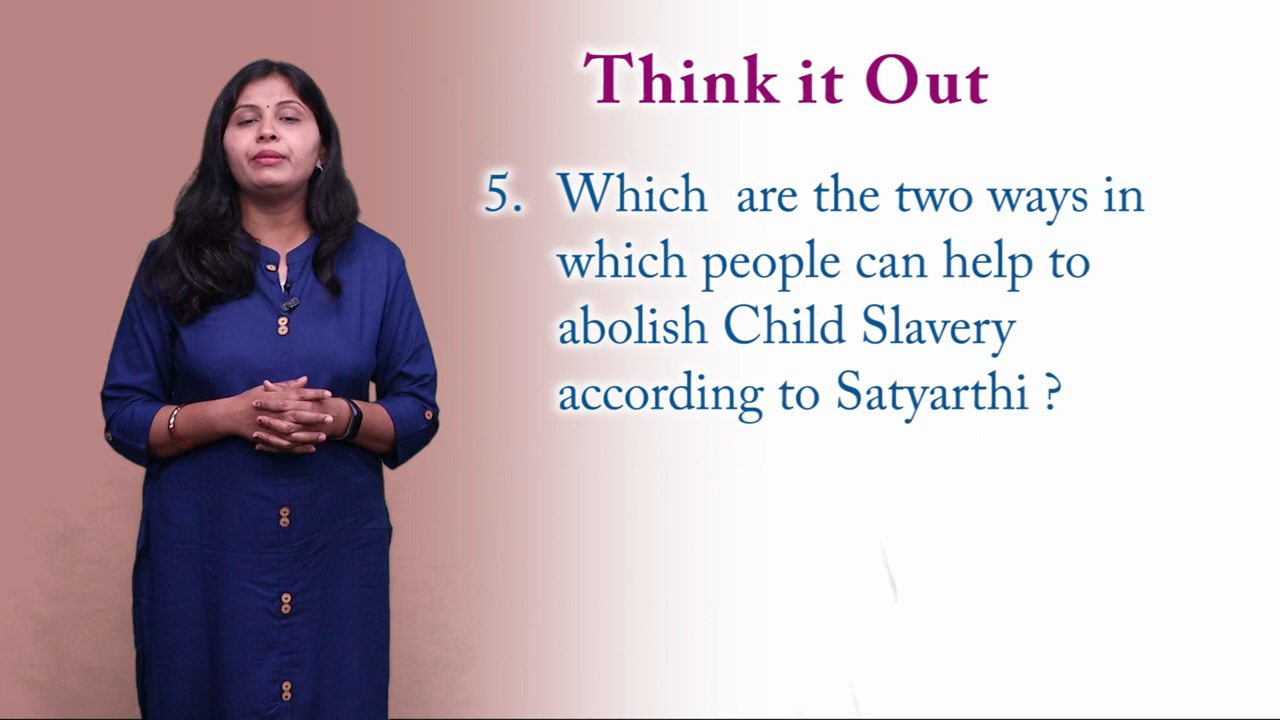 Think it Out
5. Which are the two ways in
which people can help to
abolish Child Slavery
according to Satyarthi ?